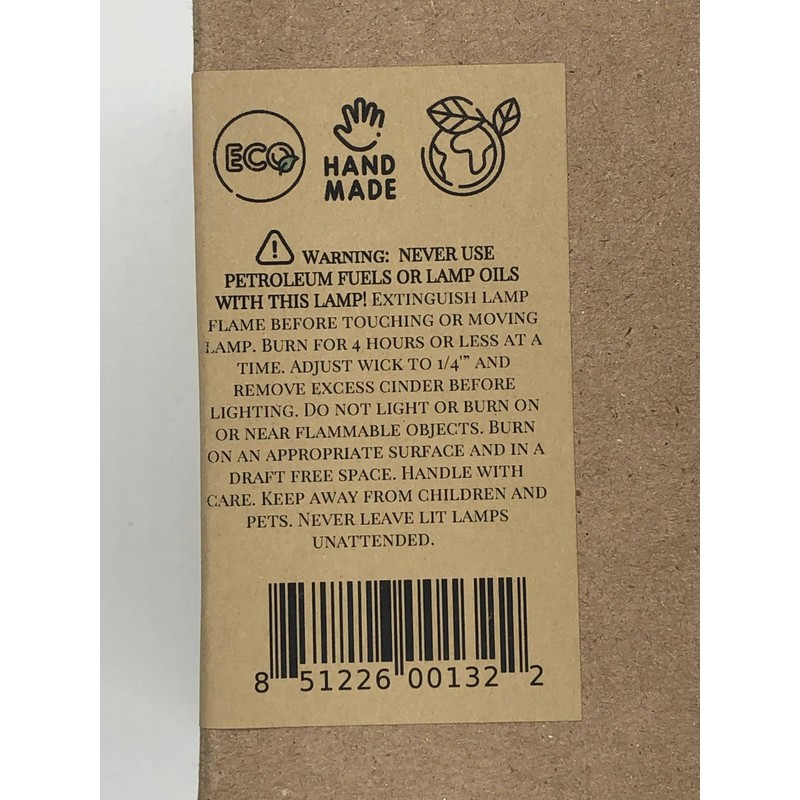 ECO
HAND
MADE
WARNING: NEVER USE
PETROLEUM FUELS OR LAMP OILS
WITH THIS LAMP! EXTINGUISH LAMP
FLAME BEFORE TOUCHING OR MOVING
LAMP. BURN FOR 4 HOURS OR LESS AT A
TIME. ADJUST WICK TO 1/4'” AND
REMOVE EXCESS CINDER BEFORE
LIGHTING. DO NOT LIGHT OR BURN ON
OR NEAR FLAMMABLE OBJECTS. BURN
ON AN APPROPRIATE SURFACE AND IN A
DRAFT FREE SPACE. HANDLE WITH
CARE. KEEP AWAY FROM CHILDREN AND
PETS. NEVER LEAVE LIT LAMPS
UNATTENDED.
8 51226 00132 2